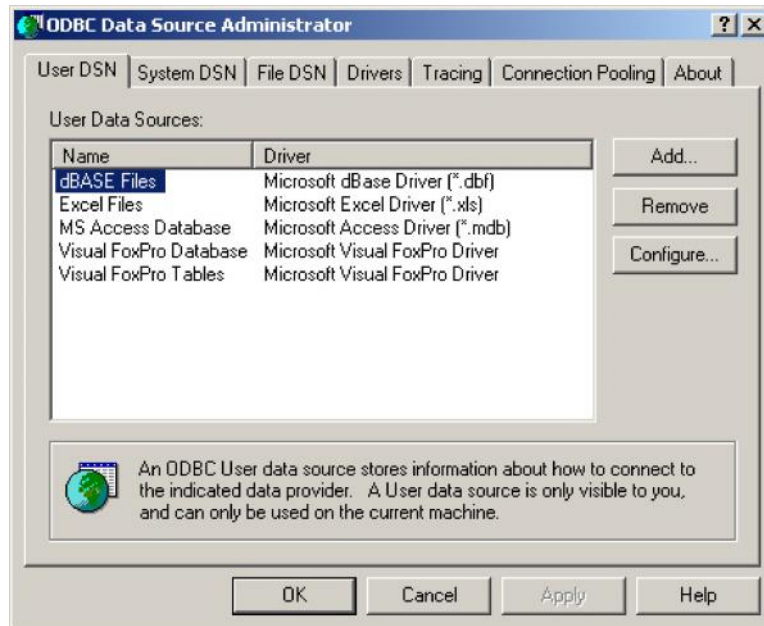 ODBC Data Source Administrator
User DSN System DSN File DSN Drivers Tracing Connection Pooling About
User Data Sources:
Name Driver
dBASE Files Microsoft dBase Driver (*.dbf)
Excel Files Microsoft Excel Driver (*.xls)
MS Access Database Microsoft Access Driver (*.mdb)
Visual FoxPro Database Microsoft Visual FoxPro Driver
Visual FoxPro Tables Microsoft Visual FoxPro Driver
Add...
Remove
Configure...
An ODBC User data source stores information about how to connect to
the indicated data provider. A User data source is only visible to you,
and can only be used on the current machine.
OK Cancel Apply Help